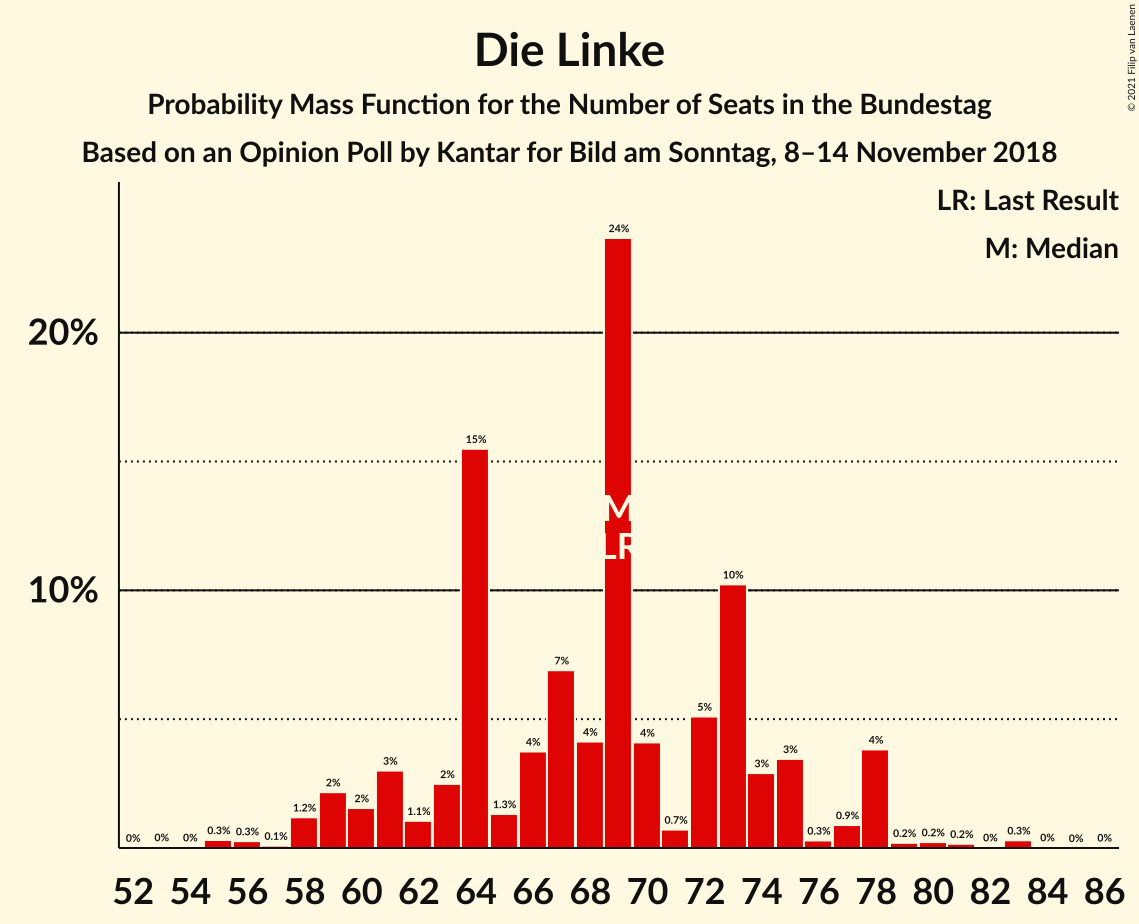 Die Linke
Probability Mass Function for the Number of Seats in the Bundestag
Based on an Opinion Poll by Kantar for Bild am Sonntag, 8–14 November 2018
© 2021 Filip van Laenen
LR: Last Result
M: Median
20%
10%
0% 0% 0% 0.3% 0.3% 0.1% 1.2% 2% 2% 3% 1.1% 2% 15% 1.3% 4% 7% 4% 24% 4% 0.7% 5% 10% 3% 3% 0.3% 0.9% 4% 0.2% 0.2% 0.2% 0% 0.3% 0% 0% 0%
M
LR
52 54 56 58 60 62 64 66 68 70 72 74 76 78 80 82 84 86